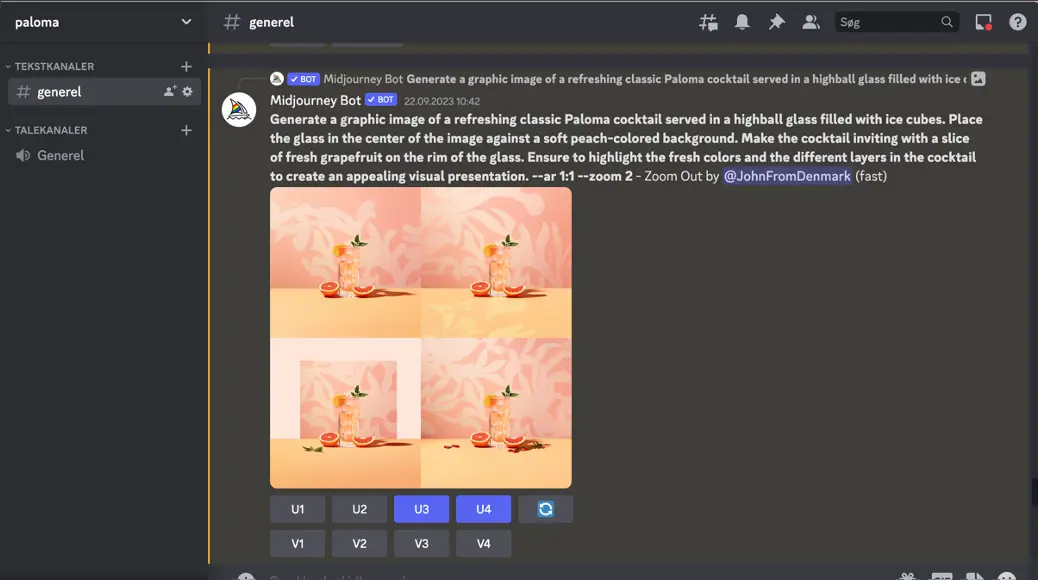 paloma
generel
Søg
TEKSTKANALER
generel
TALEKANALER
Generel
BOT Midjourney Bot Generate a graphic image of a refreshing classic Paloma cocktail served in a highball glass filled with ice
Midjourney Bot BOT 22.09.2023 10:42
Generate a graphic image of a refreshing classic Paloma cocktail served in a highball glass filled with ice cubes. Place
the glass in the center of the image against a soft peach-colored background. Make the cocktail inviting with a slice
of fresh grapefruit on the rim of the glass. Ensure to highlight the fresh colors and the different layers in the cocktail
to create an appealing visual presentation. --ar 1:1 --zoom 2 - Zoom Out by @JohnFromDenmark (fast)
U1 U2 U3 U4
V1 V2 V3 V4